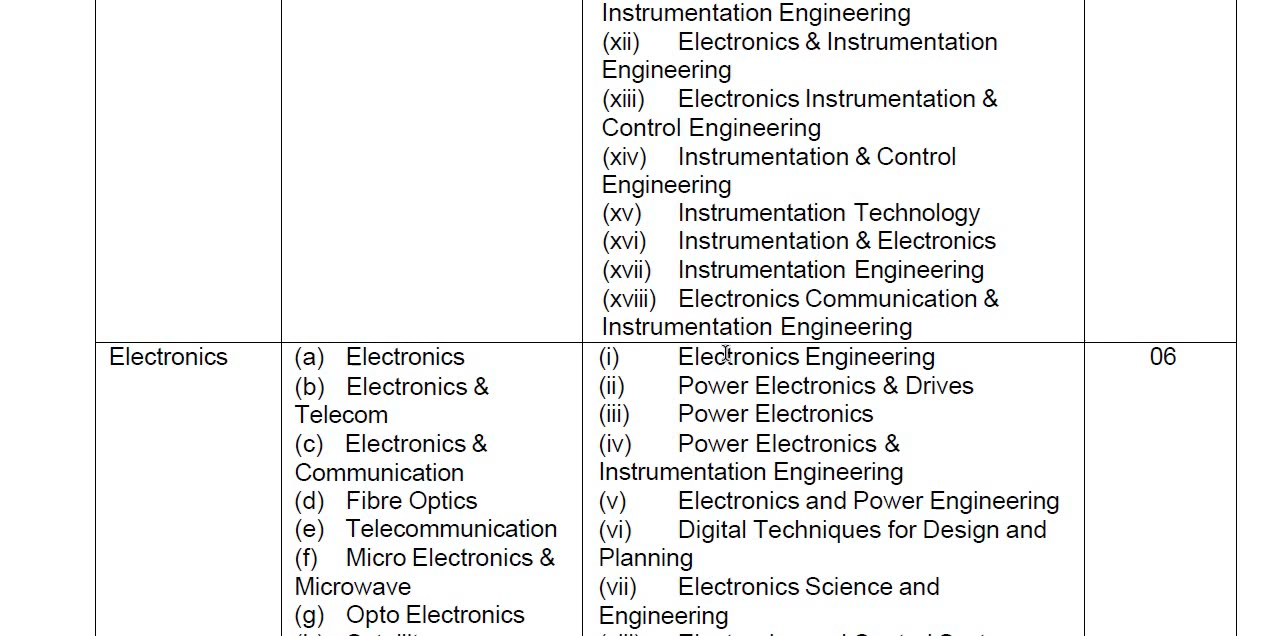 Instrumentation Engineering
(xii) Electronics & Instrumentation
Engineering
(xiii) Electronics Instrumentation &
Control Engineering
(xiv) Instrumentation & Control
Engineering
(xv) Instrumentation Technology
(xvi) Instrumentation & Electronics
(xvii) Instrumentation Engineering
(xviii) Electronics Communication &
Instrumentation Engineering
Electronics
(a) Electronics
(b) Electronics &
Telecom
(c) Electronics &
Communication
(d) Fibre Optics
(e) Telecommunication
(f) Micro Electronics &
Microwave
(g) Opto Electronics
(i) Electronics Engineering
(ii) Power Electronics & Drives
(iii) Power Electronics
(iv) Power Electronics &
Instrumentation Engineering
(v) Electronics and Power Engineering
(vi) Digital Techniques for Design and
Planning
(vii) Electronics Science and
Engineering
06